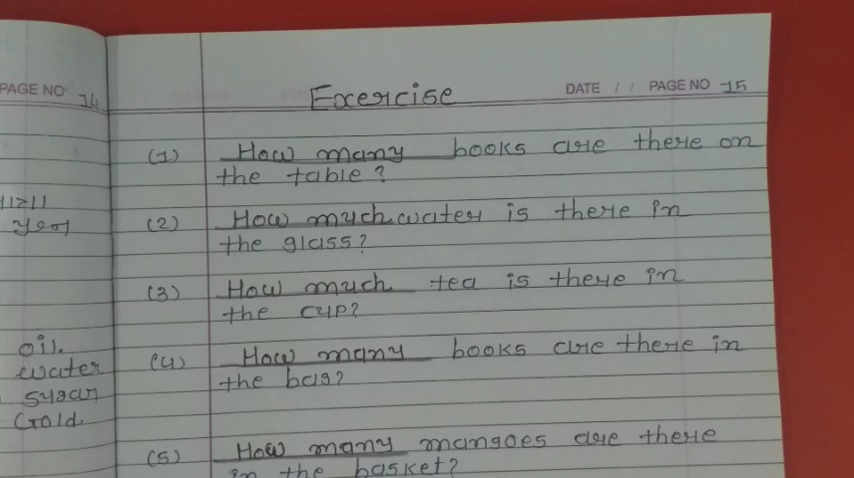 PAGE NO 14
oil.
water
sugar
Gold.
Exercise
DATE / / PAGE NO 15
(1) How many books are there on
the table?
(2) How much water is there in
the glass?
(3) How much tea is there in
the cup?
(4) How many books are there in
the bag?
(5) How many mangoes are there
in the basket?